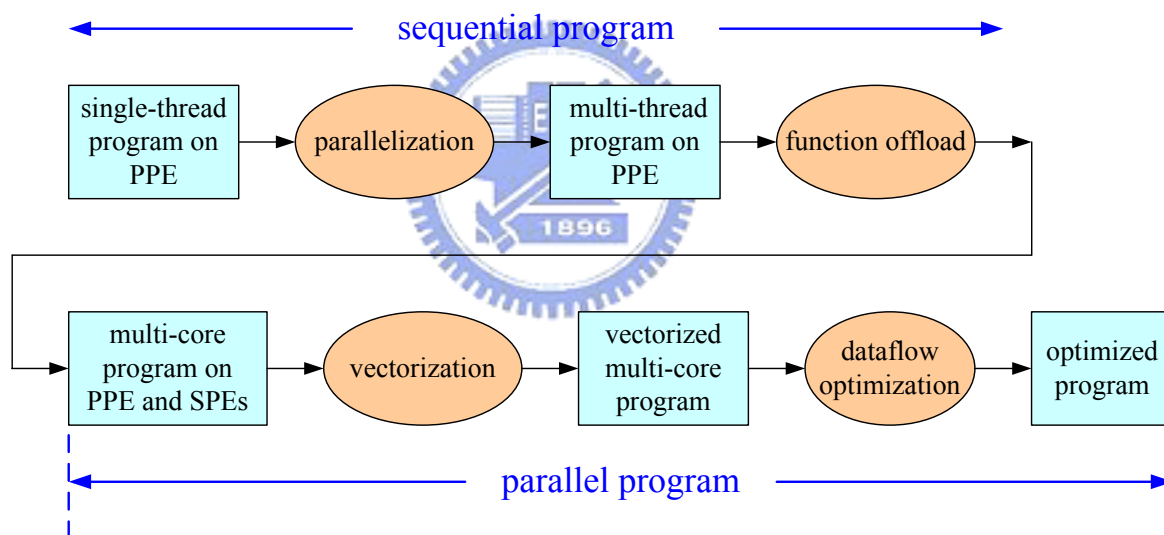 sequential program
single-thread
program on
PPE
parallelization
multi-thread
program on
PPE
function offload
1896
multi-core
program on
PPE and SPEs
vectorization
vectorized
multi-core
program
dataflow
optimization
optimized
program
parallel program